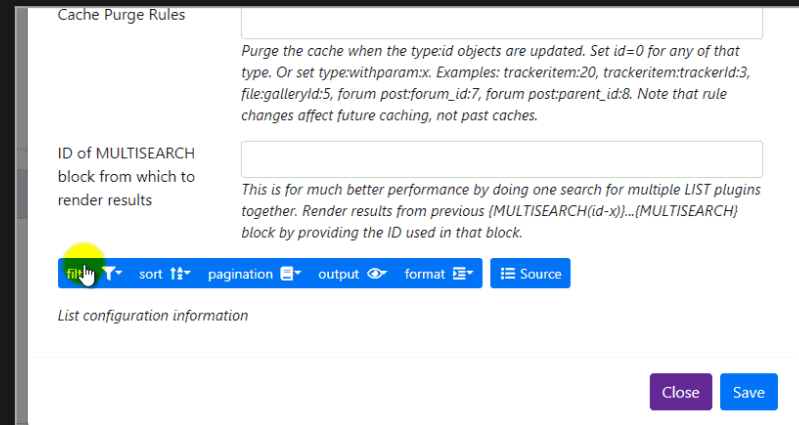 Cache Purge Rules
Purge the cache when the type:id objects are updated. Set id=0 for any of that
type. Or set type:withparam:x. Examples: trackeritem:20, trackeritem:trackerId:3,
file:galleryId:5, forum post:forum_id:7, forum post:parent_id:8. Note that rule
changes affect future caching, not past caches.
ID of MULTISEARCH
block from which to
render results
This is for much better performance by doing one search for multiple LIST plugins
together. Render results from previous {MULTISEARCH(id-x)}...{MULTISEARCH}
block by providing the ID used in that block.
sort pagination output format Source
List configuration information
Close Save